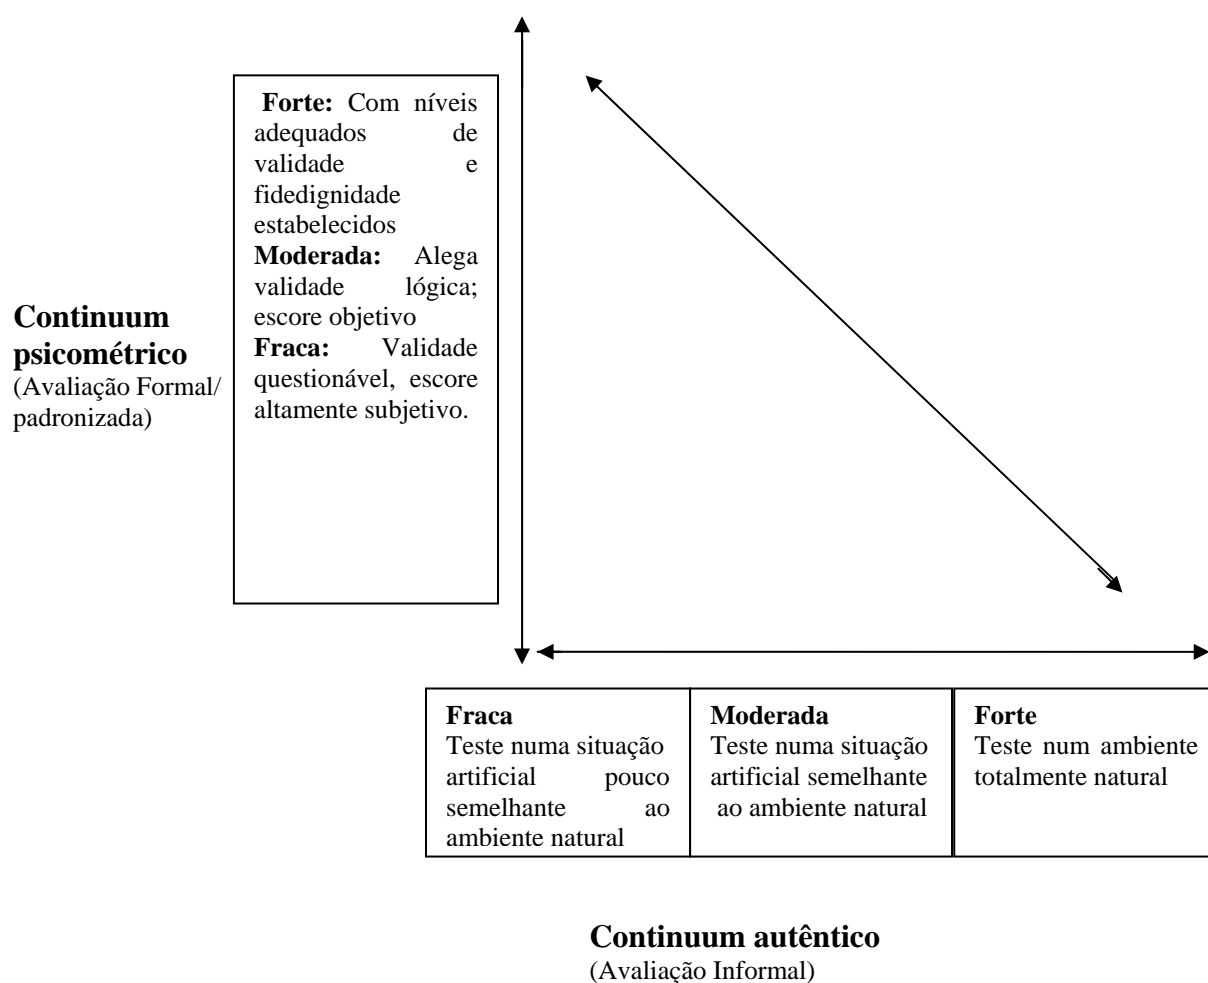 Forte: Com níveis
adequados de
validade e
fidedignidade
estabelecidos
Moderada: Alega
validade lógica;
escore objetivo
Fraca: Validade
questionável, escore
altamente subjetivo.
Continuum
psicométrico
(Avaliação Formal/
padronizada)
Fraca
Teste numa situação
artificial pouco
semelhante ao
ambiente natural
Moderada
Teste numa situação
artificial semelhante
ao ambiente natural
Forte
Teste num ambiente
totalmente natural
Continuum autêntico
(Avaliação Informal)